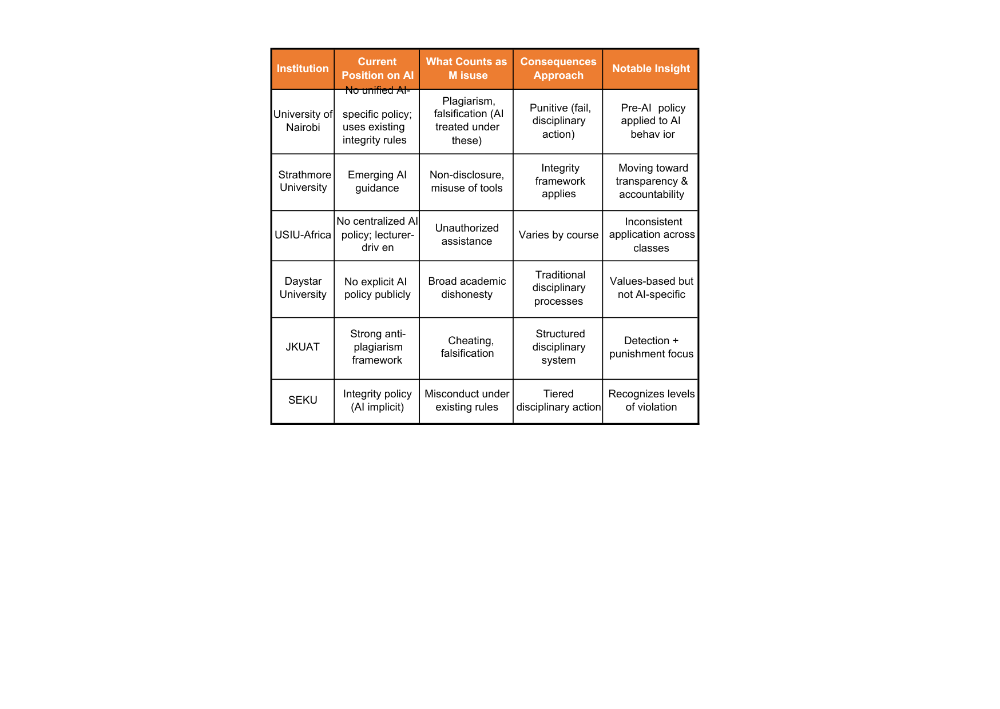 Institution
Current
Position on AI
What Counts as
M isuse
Consequences
Approach
Notable Insight
University of
Nairobi
No unified AI-
specific policy;
uses existing
integrity rules
Plagiarism,
falsification (AI
treated under
these)
Punitive (fail,
disciplinary
action)
Pre-AI  policy
applied to AI
behav ior
Strathmore
University
Emerging AI
guidance
Non-disclosure,
misuse of tools
Integrity
framework
applies
Moving toward
transparency &
accountability
USIU-Africa
No centralized AI
policy; lecturer-
driv en
Unauthorized
assistance
Varies by course
Inconsistent
application across
classes
Daystar
University
No explicit AI
policy publicly
Broad academic
dishonesty
Traditional
disciplinary
processes
Values-based but
not AI-specific
JKUAT
Strong anti-
plagiarism
framework
Cheating,
falsification
Structured
disciplinary
system
Detection +
punishment focus
SEKU
Integrity policy
(AI implicit)
Misconduct under
existing rules
Tiered
disciplinary action
Recognizes levels
of violation